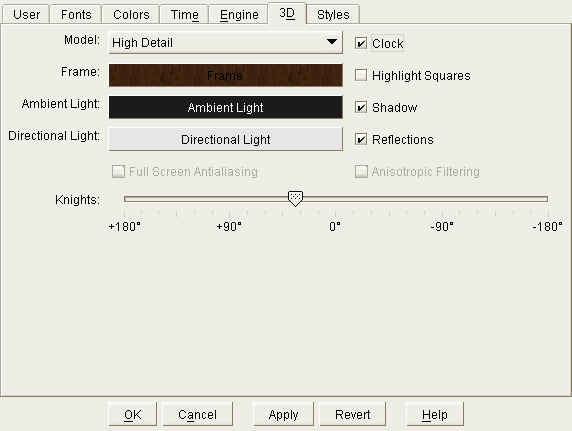 User Fonts Colors Time Engine 3D Styles
Model: High Detail Clock
Frame: Frame Highlight Squares
Ambient Light: Ambient Light Shadow
Directional Light: Directional Light Reflections
Full Screen Antialiasing Anisotropic Filtering
Knights:
+180° +90° 0° -90° -180°
OK Cancel Apply Revert Help